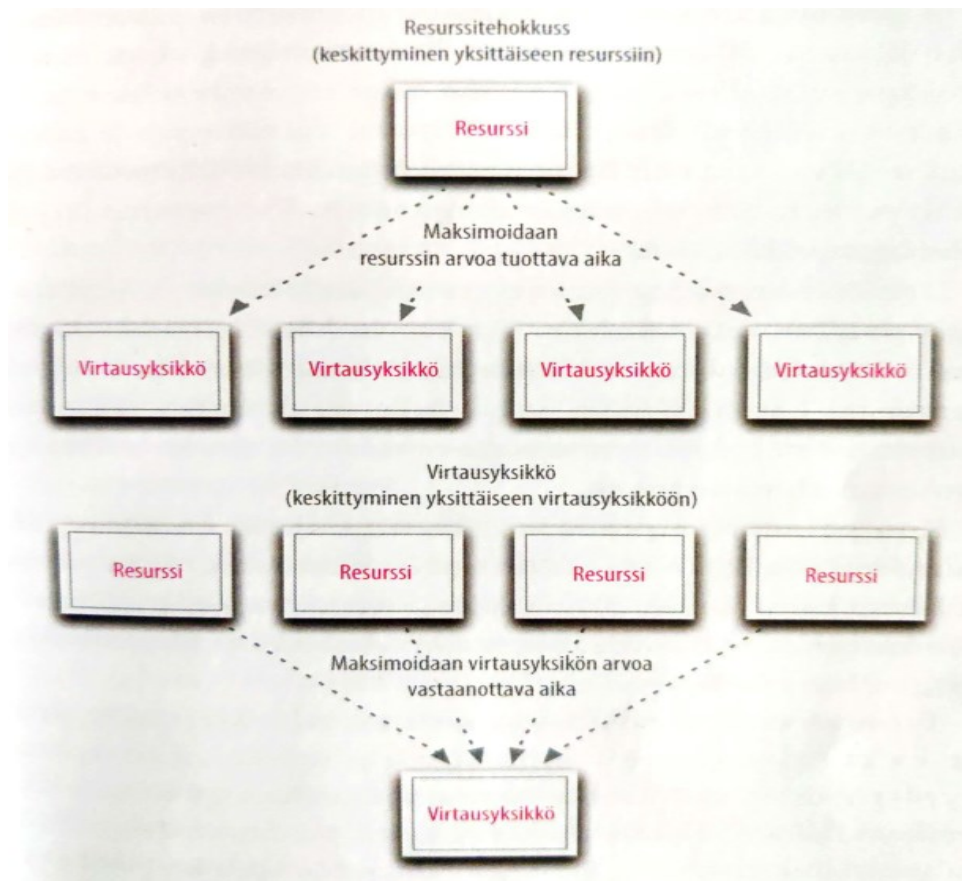 Resurssitehokkuss
(keskittyminen yksittäiseen resurssiin)
Resurssi
Maksimoidaan
resurssin arvoa tuottava aika
Virtausyksikkö
Virtausyksikkö
Virtausyksikkö
Virtausyksikkö
Virtausyksikkö
(keskittyminen yksittäiseen virtausyksikköön)
Resurssi
Resurssi
Resurssi
Resurssi
Maksimoidaan virtausyksikön arvoa
vastaanottava aika
Virtausyksikkö